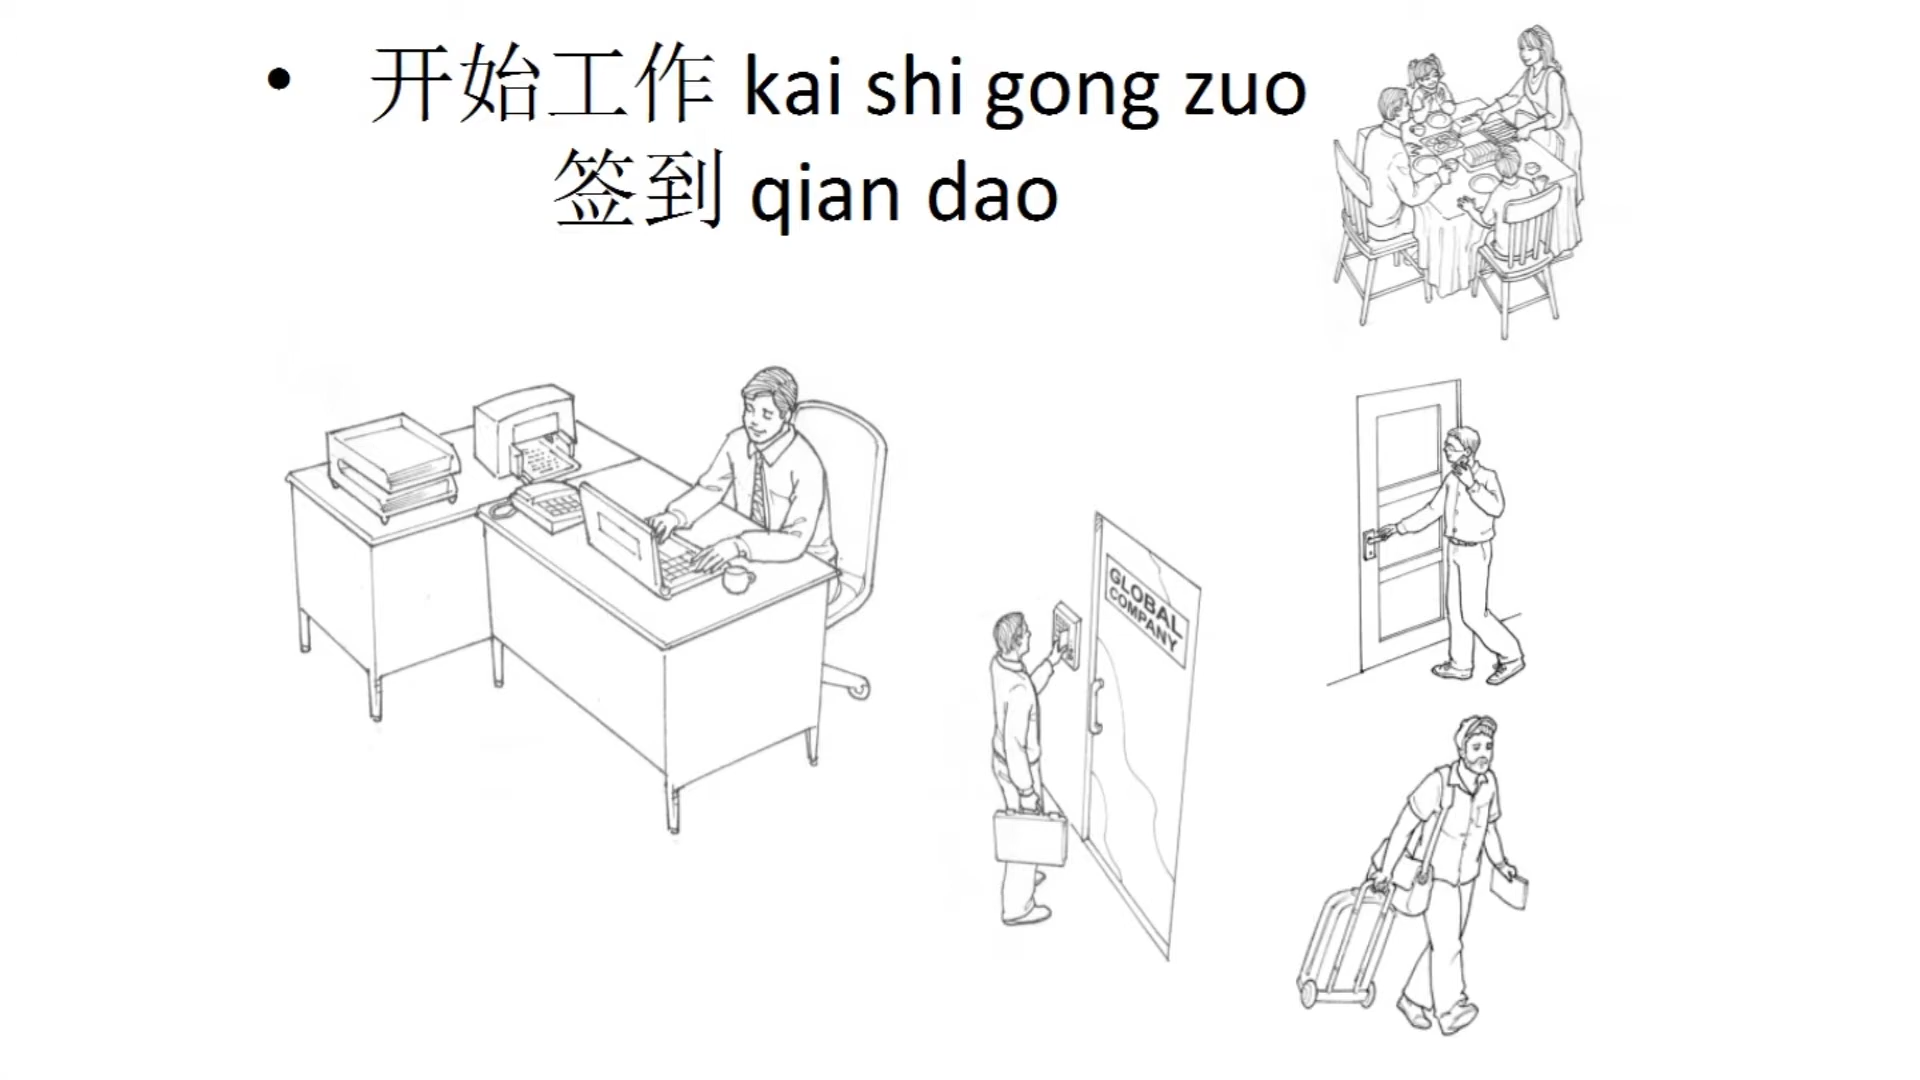 • 开始工作 kai shi gong zuo
签到 qian dao
GLOBAL
COMPANY